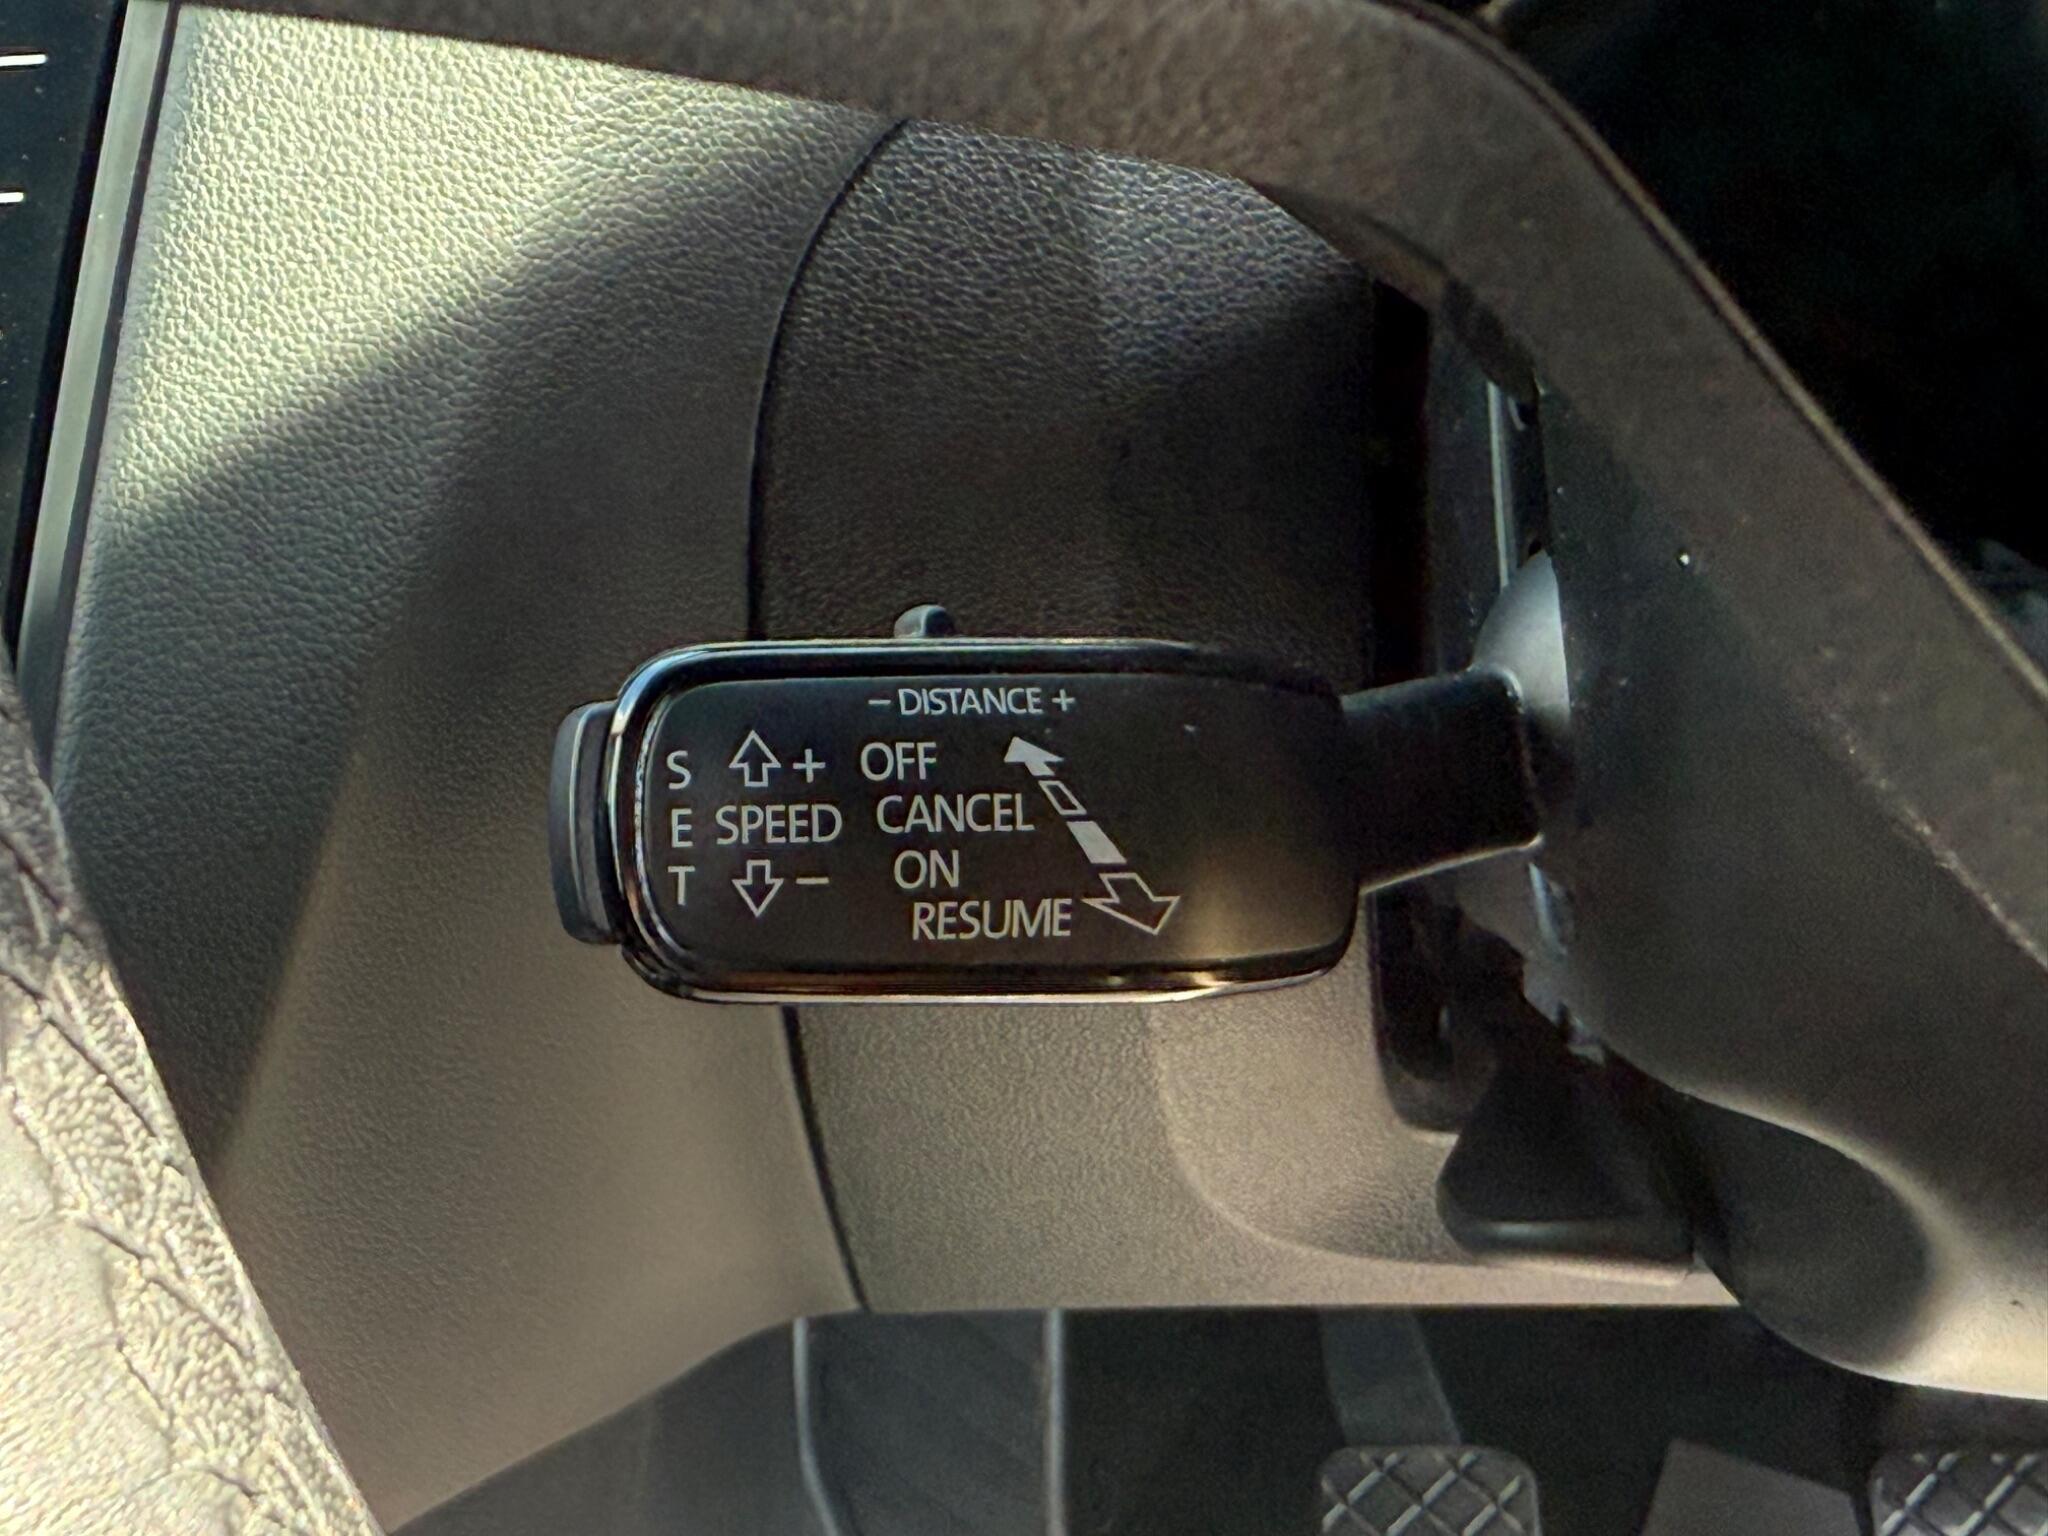 - DISTANCE +
S + OFF
E SPEED CANCEL
T - ON
RESUME